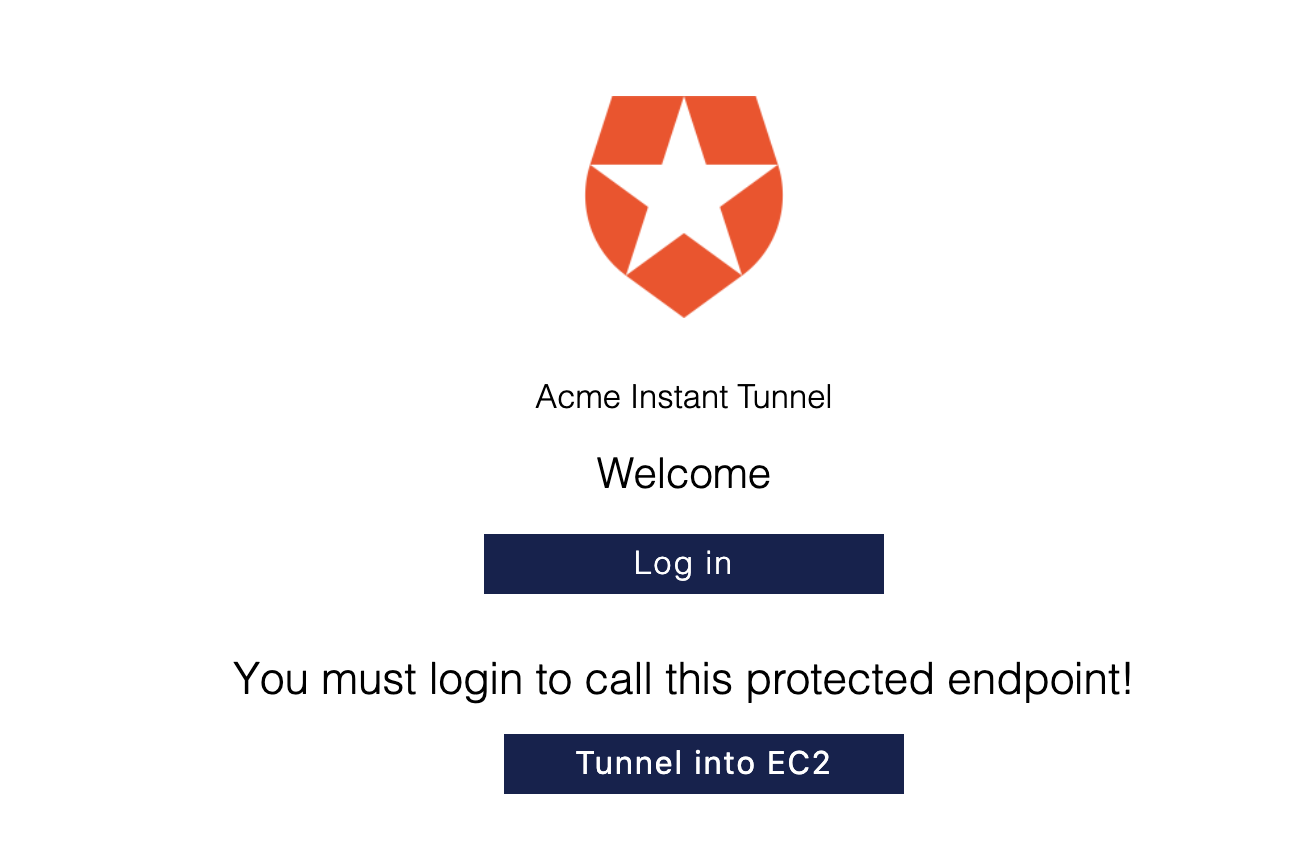 Acme Instant Tunnel
Welcome
Log in
You must login to call this protected endpoint!
Tunnel into EC2